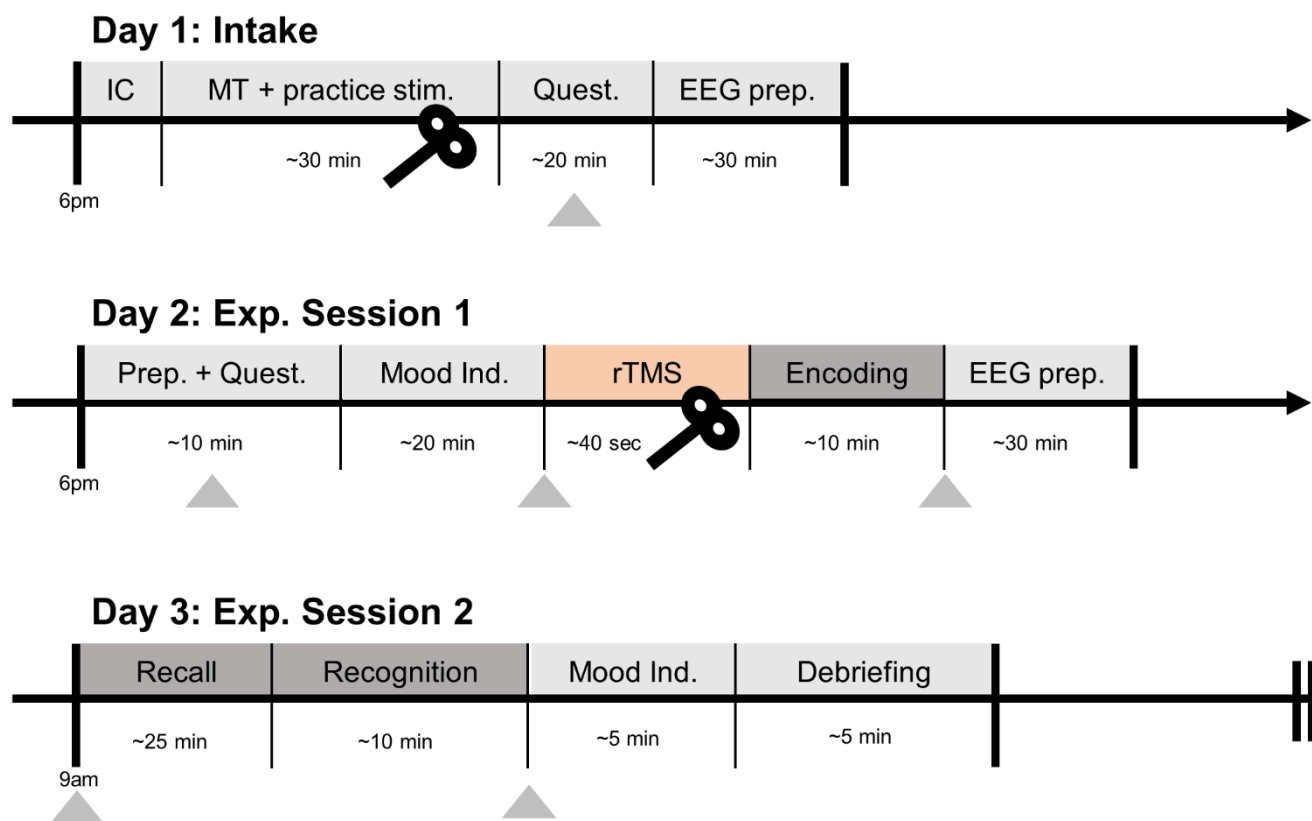 Day 1: Intake
IC MT + practice stim. Quest. EEG prep.
~30 min ~20 min ~30 min
6pm
Day 2: Exp. Session 1
Prep. + Quest. Mood Ind. rTMS Encoding EEG prep.
~10 min ~20 min ~40 sec ~10 min ~30 min
6pm
Day 3: Exp. Session 2
Recall Recognition Mood Ind. Debriefing
~25 min ~10 min ~5 min ~5 min
9am